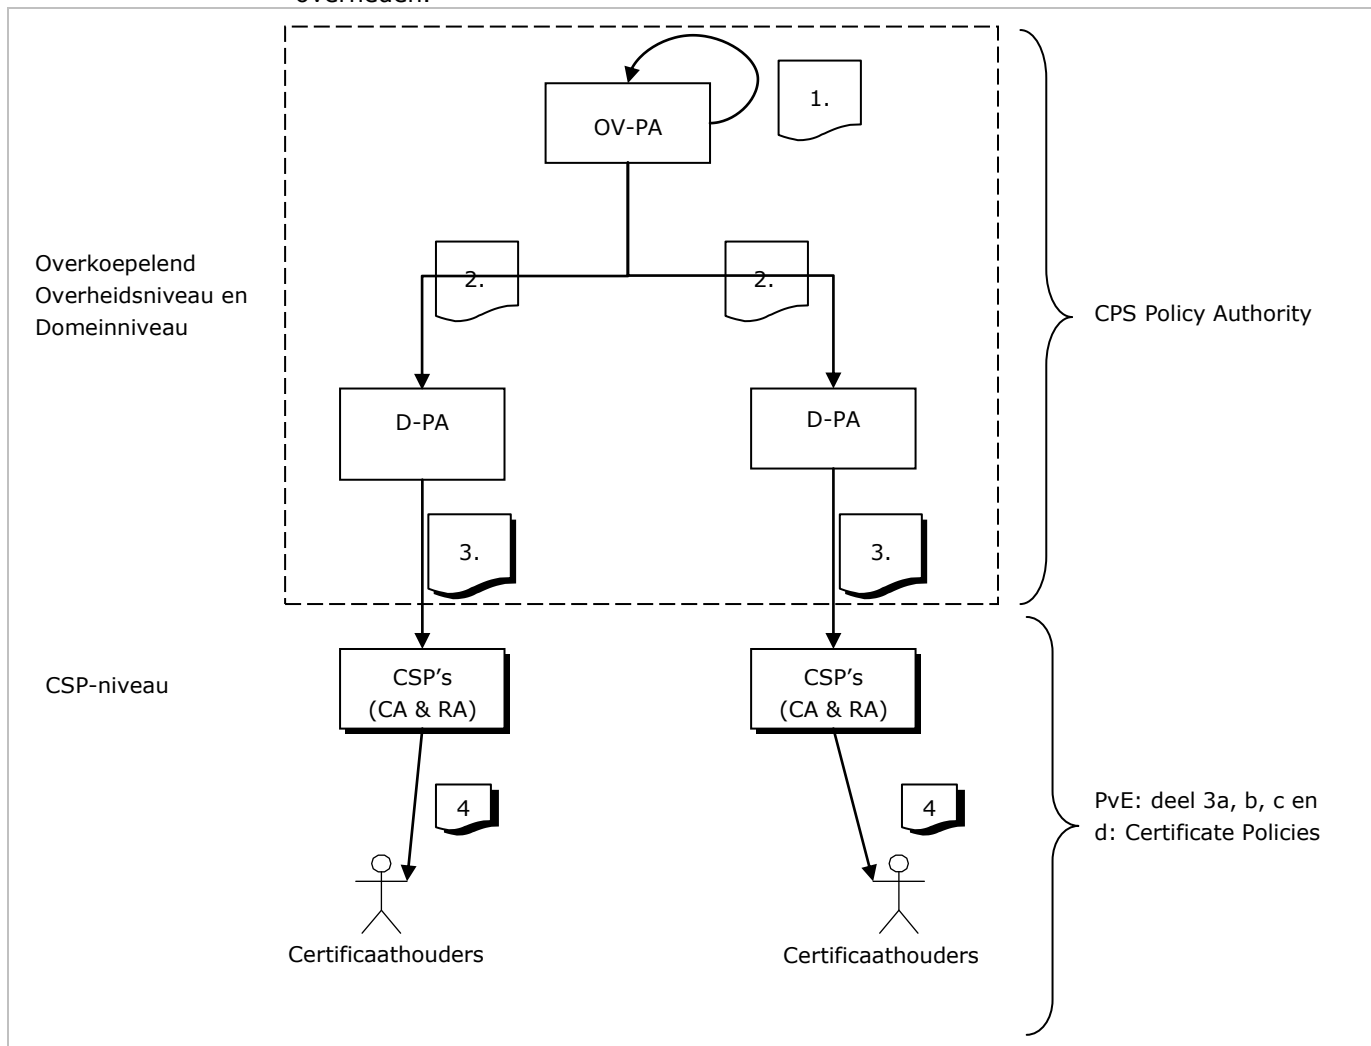 overheden.
1.
OV-PA
Overkoepelend
Overheidsniveau en
Domeinniveau
2.
2.
CPS Policy Authority
D-PA
D-PA
3.
3.
CSP-niveau
CSP's
(CA & RA)
CSP's
(CA & RA)
4
4
PvE: deel 3a, b, c en
d: Certificate Policies
Certificaathouders
Certificaathouders